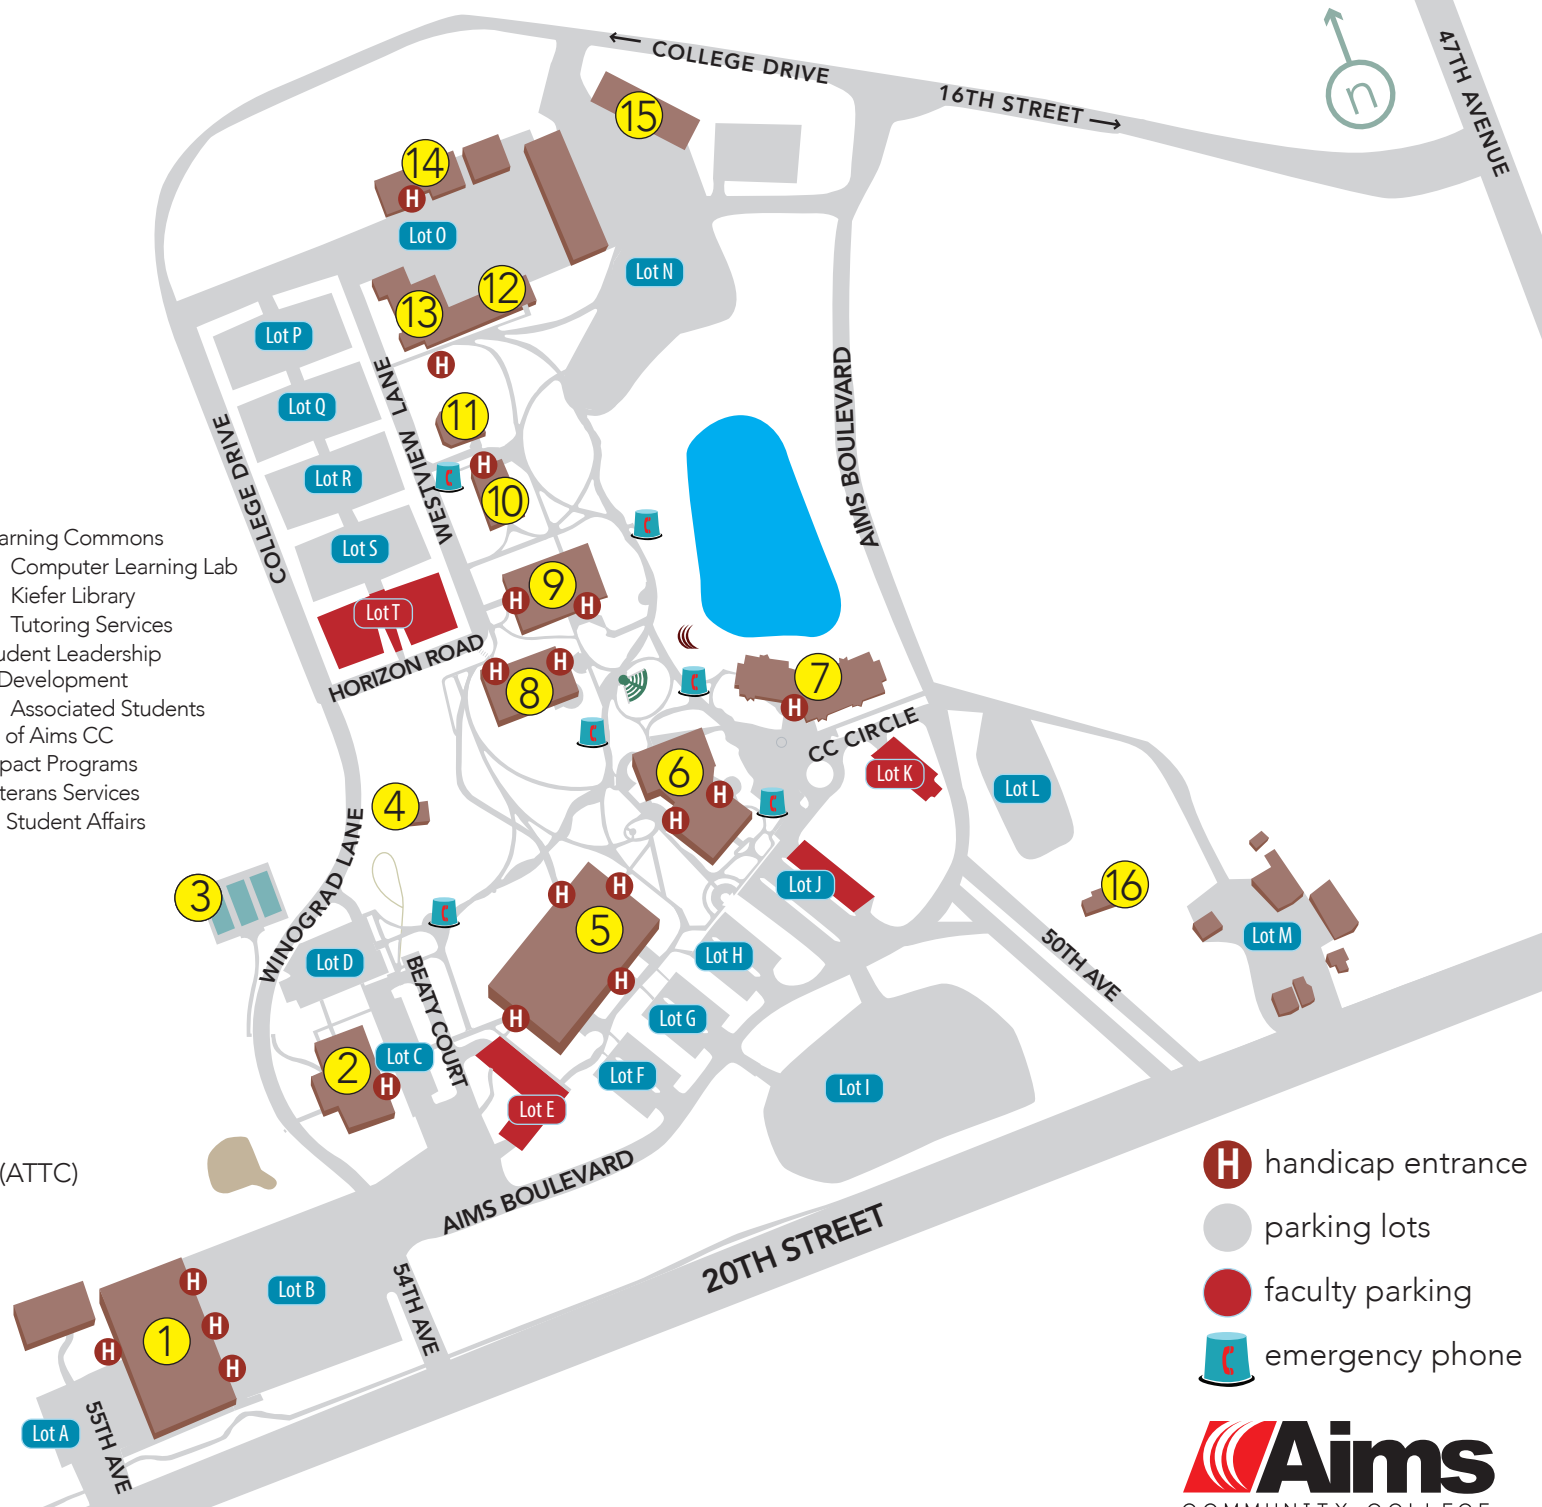 COLLEGE DRIVE
16TH STREET
47TH AVENUE
n
15
14
H
Lot O
Lot N
12
13
Lot P
H
WESTVIEW LANE
AIMS BOULEVARD
Lot Q
11
COLLEGE DRIVE
H
Lot R
10
Lot S
9
H
H
Lot T
HORIZON ROAD
H
H
8
7
H
CC CIRCLE
6
H
H
Lot K
Lot L
arning Commons
Computer Learning Lab
Kiefer Library
Tutoring Services
udent Leadership
Development
Associated Students
of Aims CC
pact Programs
terans Services
Student Affairs
4
WINOGRAD LANE
3
H
H
5
H
H
Lot J
16
Lot H
Lot M
50TH AVE
Lot D
BEATY COURT
Lot G
2
Lot C
H
Lot F
Lot E
Lot I
AIMS BOULEVARD
20TH STREET
(ATTC)
54TH AVE
Lot B
H
H
H
H
1
Lot A
55TH AVE
H handicap entrance
parking lots
faculty parking
emergency phone
Aims
COMMUNITY COLLEGE